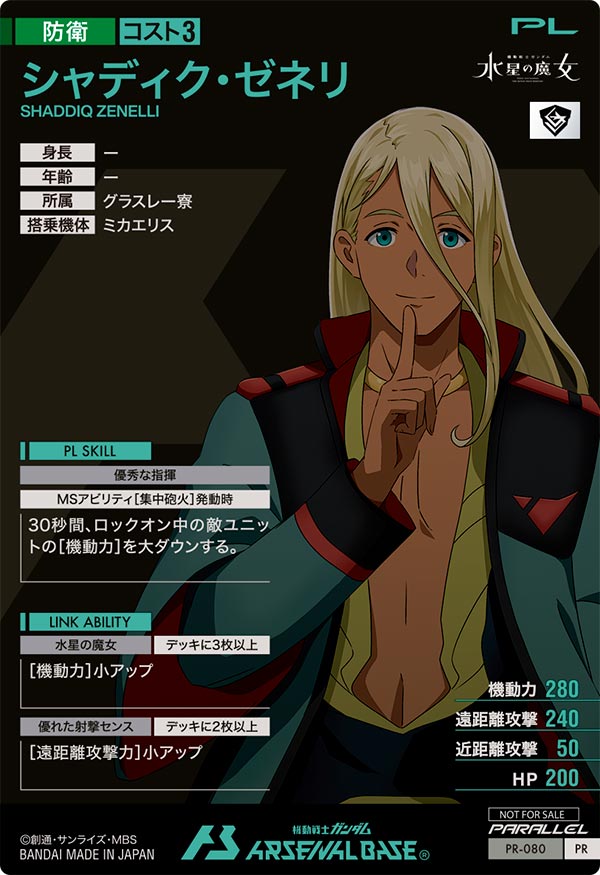 防衛 コスト3
PL
シャディク・ゼネリ
SHADDIQ ZENELLI
機動戦士ガンダム
水星の魔女
身長 ー
年齢 ー
所属 グラスレー寮
搭乗機体 ミカエリス
PL SKILL
優秀な指揮
MSアビリティ[集中砲火]発動時
30秒間、ロックオン中の敵ユニッ
トの[機動力]を大ダウンする。
LINK ABILITY
水星の魔女 デッキに3枚以上
[機動力]小アップ
優れた射撃センス デッキに2枚以上
[遠距離攻撃力]小アップ
機動力 280
遠距離攻撃 240
近距離攻撃 50
HP 200
©創通・サンライズ・MBS
BANDAI MADE IN JAPAN
機動戦士ガンダム
ARSENAL BASE®
NOT FOR SALE
PARALLEL
PR-080 PR